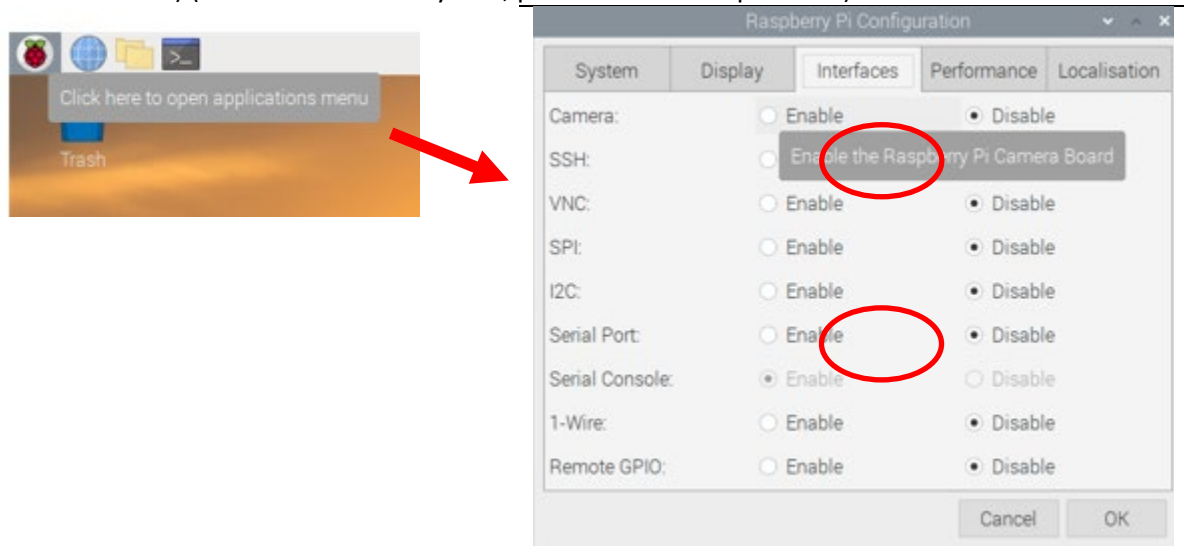 Raspberry Pi Configuration
>_
Click here to open applications menu
Trash
System Display Interfaces Performance Localisation
Camera: Enable Disable
SSH: Enable the Raspberry Pi Camera Board
VNC: Enable Disable
SPI: Enable Disable
I2C: Enable Disable
Serial Port: Enable Disable
Serial Console: Enable Disable
1-Wire: Enable Disable
Remote GPIO: Enable Disable
Cancel OK